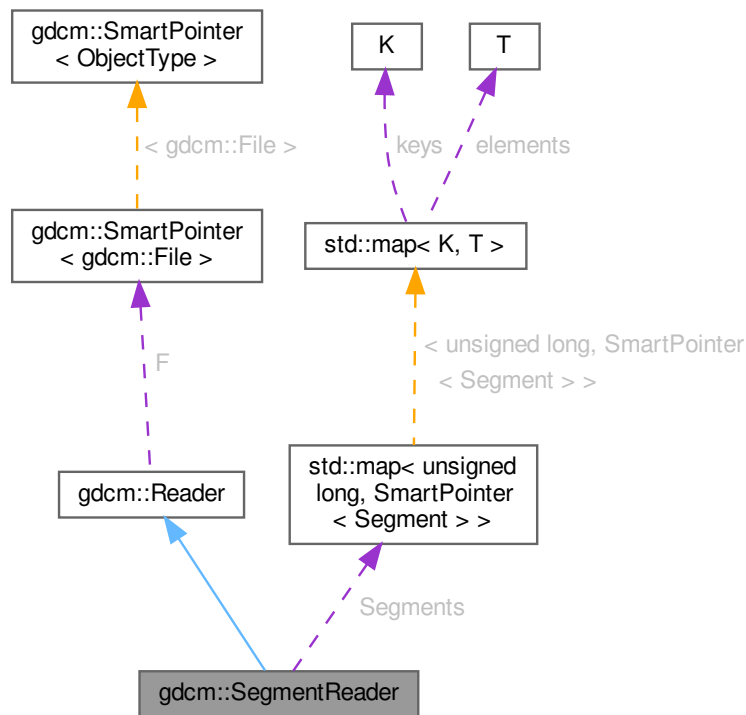 gdcm::SmartPointer
< ObjectType >
K
T
< gdcm::File >
keys
elements
gdcm::SmartPointer
< gdcm::File >
std::map< K, T >
F
< unsigned long, SmartPointer
< Segment > >
gdcm::Reader
std::map< unsigned
long, SmartPointer
< Segment > >
Segments
gdcm::SegmentReader